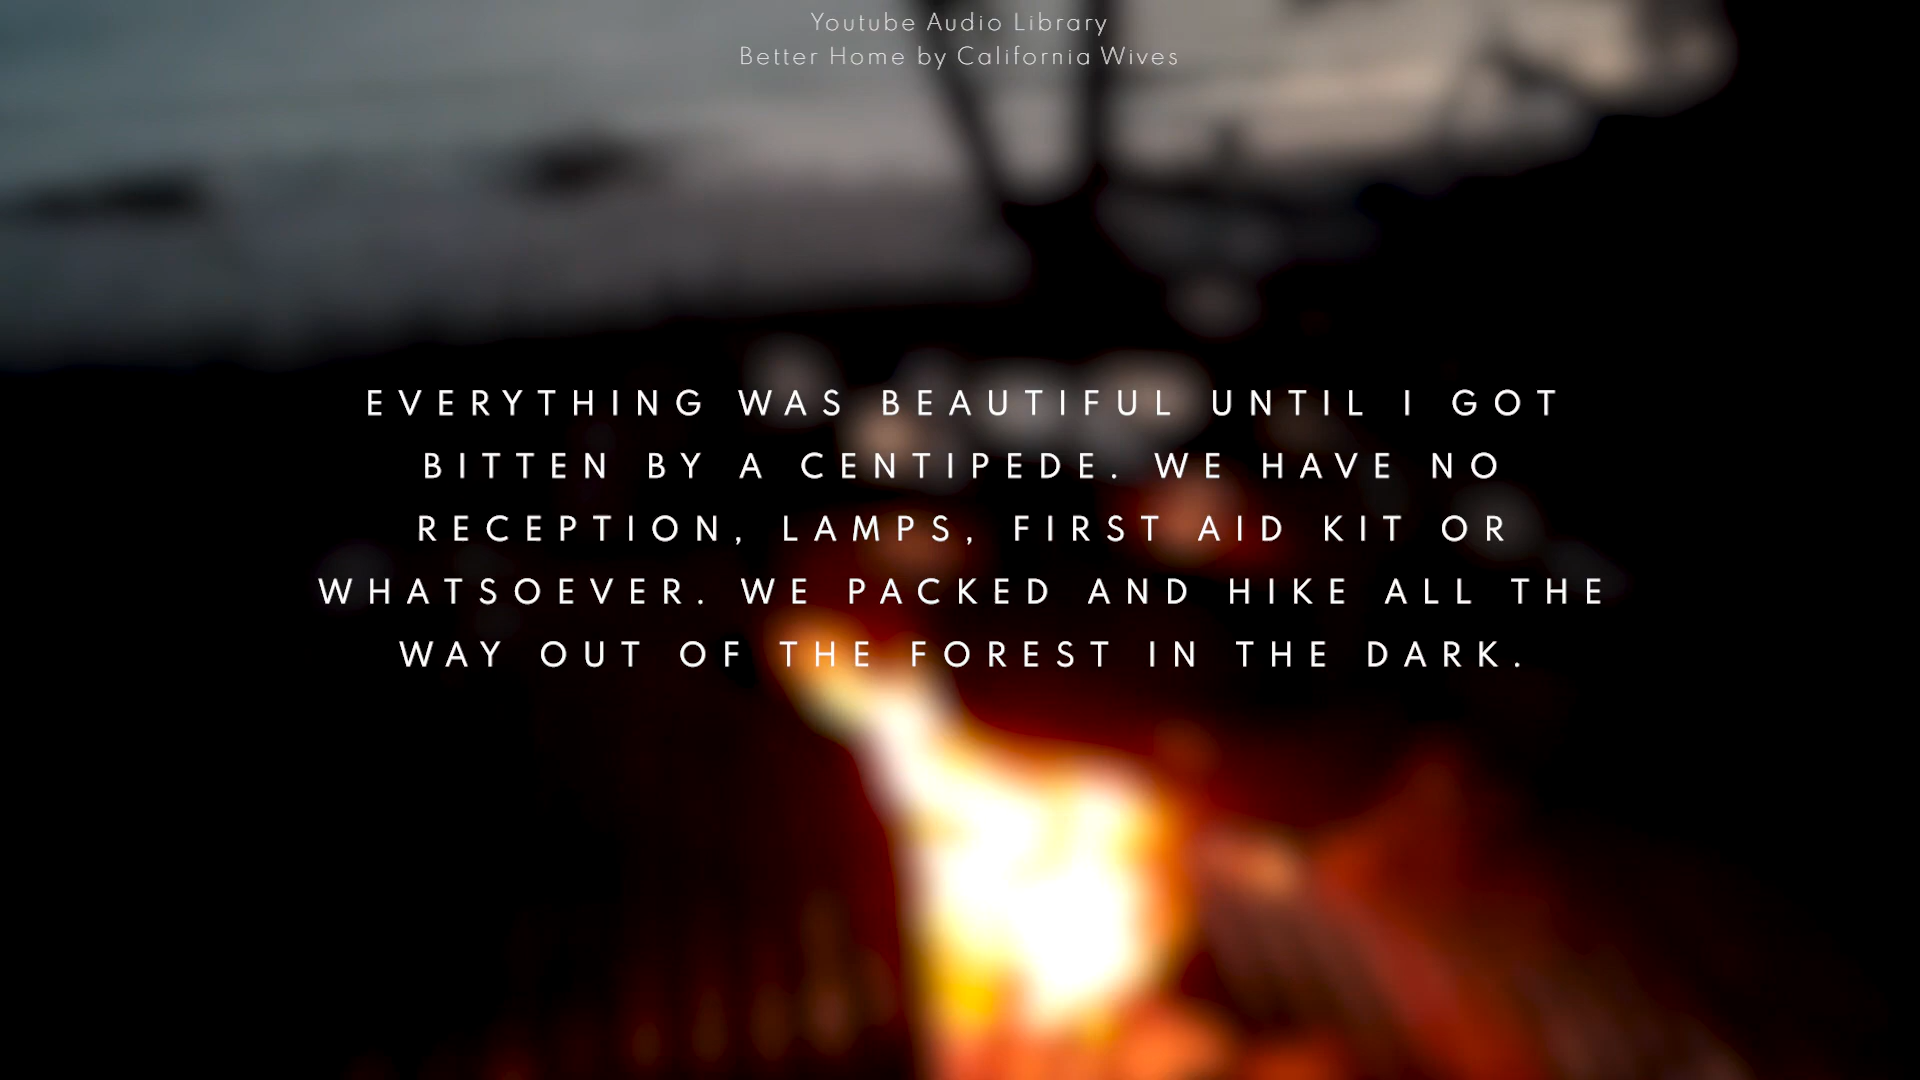 Youtube Audio Library
Better Home by California Wives
EVERYTHING WAS BEAUTIFUL UNTIL I GOT
BITTEN BY A CENTIPEDE. WE HAVE NO
RECEPTION, LAMPS, FIRST AID KIT OR
WHATSOEVER. WE PACKED AND HIKE ALL THE
WAY OUT OF THE FOREST IN THE DARK.